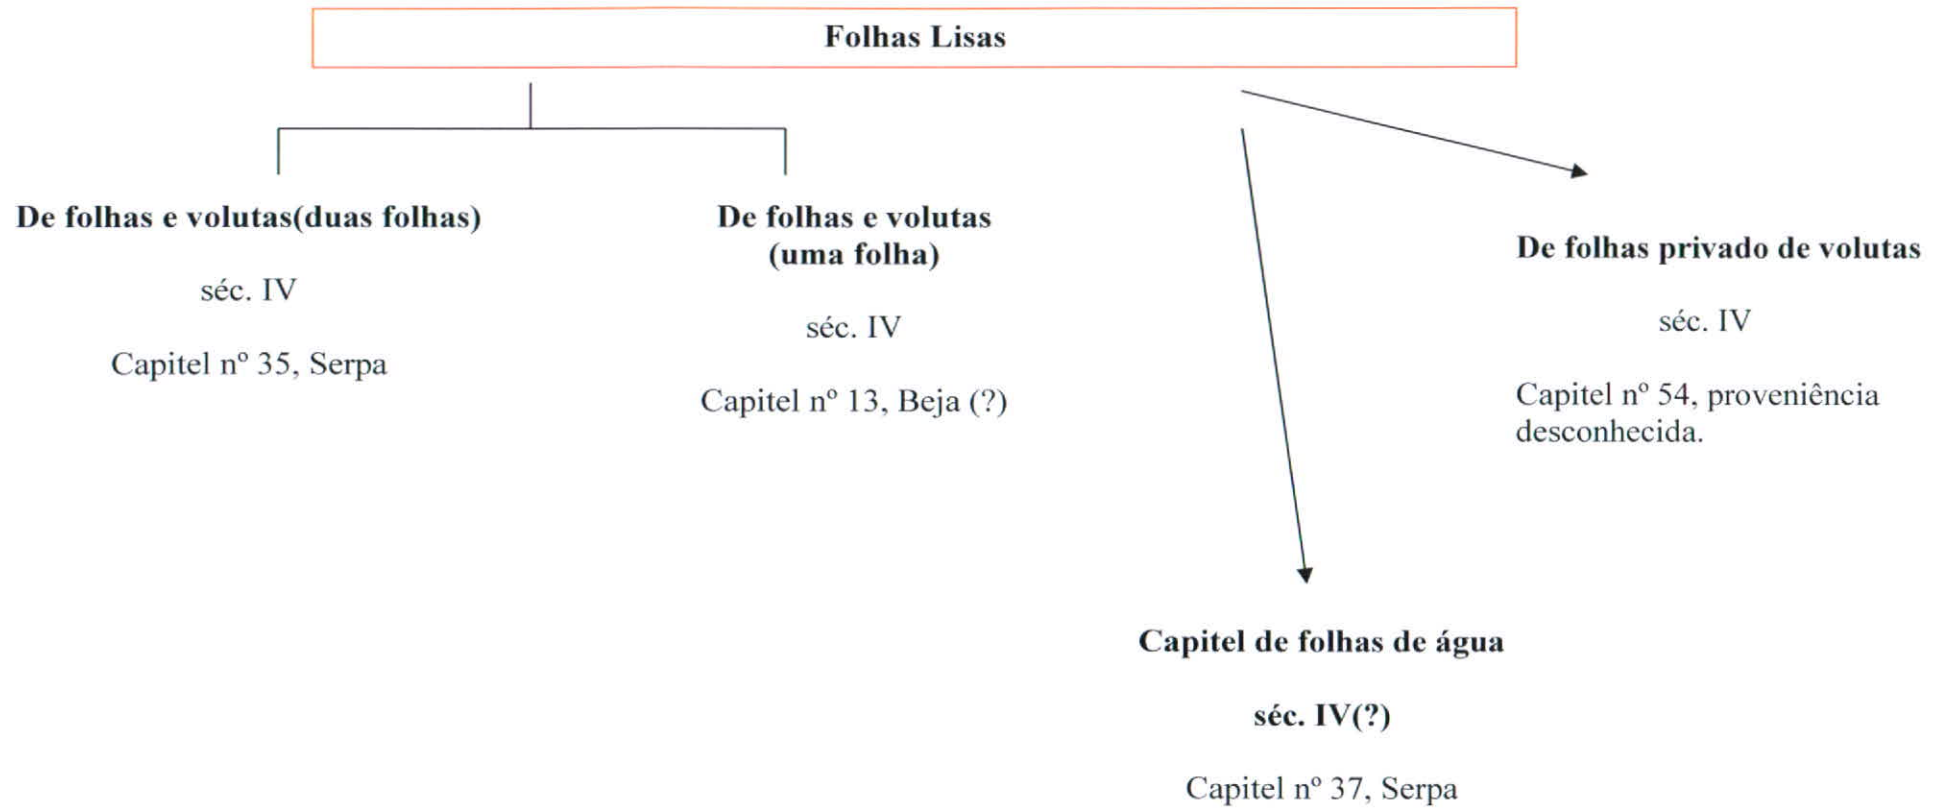 Folhas Lisas
De folhas e volutas(duas folhas)
séc. IV
Capitel nº 35, Serpa
De folhas e volutas
(uma folha)
séc. IV
Capitel nº 13, Beja (?)
De folhas privado de volutas
séc. IV
Capitel nº 54, proveniência
desconhecida.
Capitel de folhas de água
séc. IV(?)
Capitel nº 37, Serpa